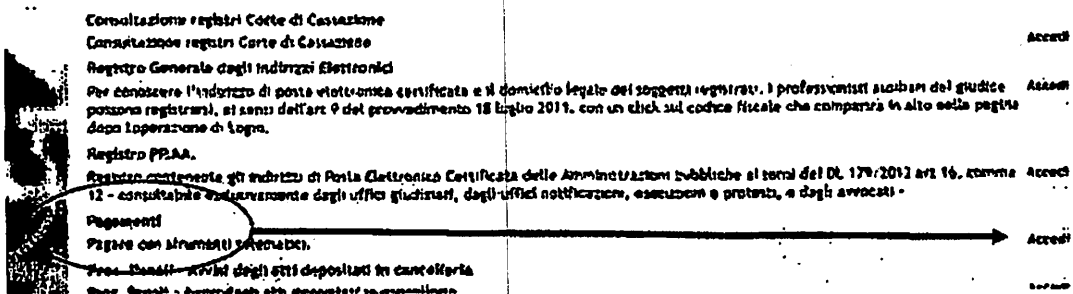 Consultazione registri Corte di Cassazione
Consultazione registri Corte di Cassazione Accedi
Registro Generale degli Indirizzi Elettronici
Per conoscere l'indirizzo di posta elettronica certificata e il domicilio legale dei soggetti registrati. I professionisti ausiliari del giudice Accedi
possono registrarsi, ai sensi dell'art 9 del provvedimento 18 luglio 2011, con un click sul codice fiscale che comparirà in alto nella pagina
dopo l'operazione di login.
Registro PP.AA.
Registro contenente gli indirizzi di Posta Elettronica Certificata delle Amministrazioni pubbliche ai sensi del DL 179/2012 art 16, comma Accedi
12 - consultabile esclusivamente dagli uffici giudiziari, dagli uffici notificazioni, esecuzioni e protesti, e dagli avvocati -
Pagamenti
Pagare con strumenti telematici. Accedi
Proc. Penali - Avvisi degli atti depositati in cancelleria